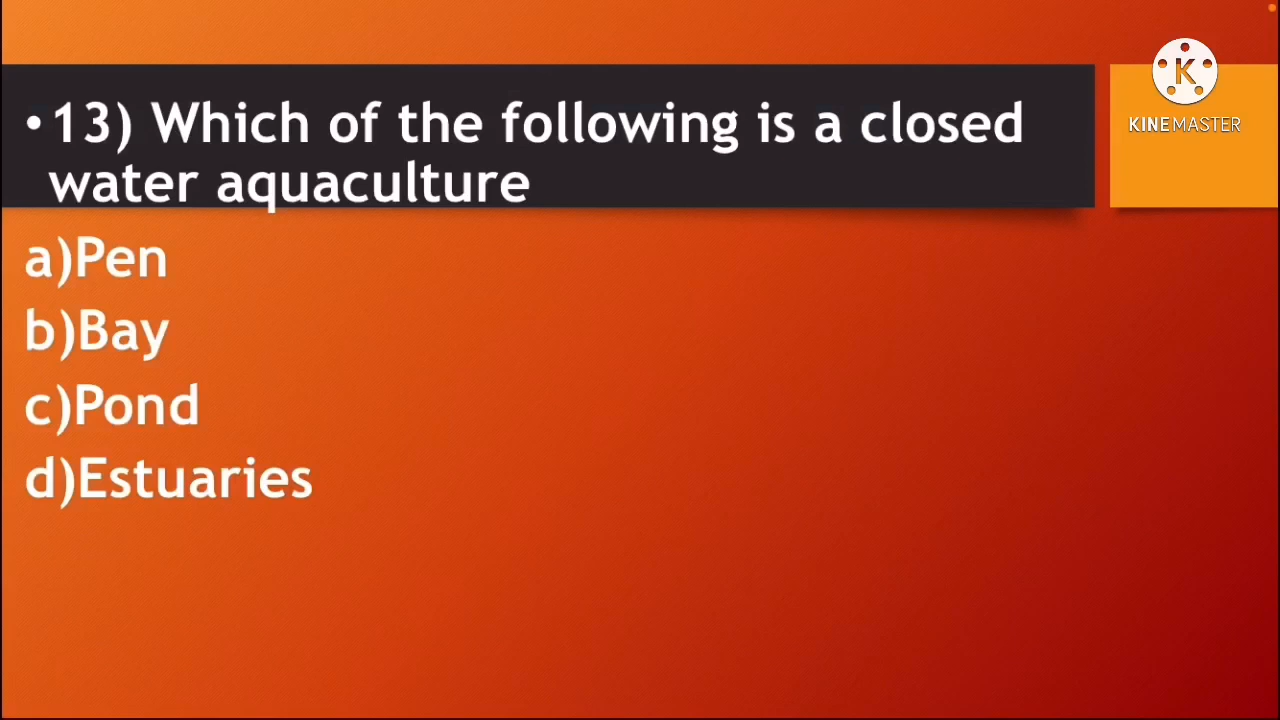 •13) Which of the following is a closed
water aquaculture
a)Pen
b)Bay
c)Pond
d)Estuaries
K
KINEMASTER